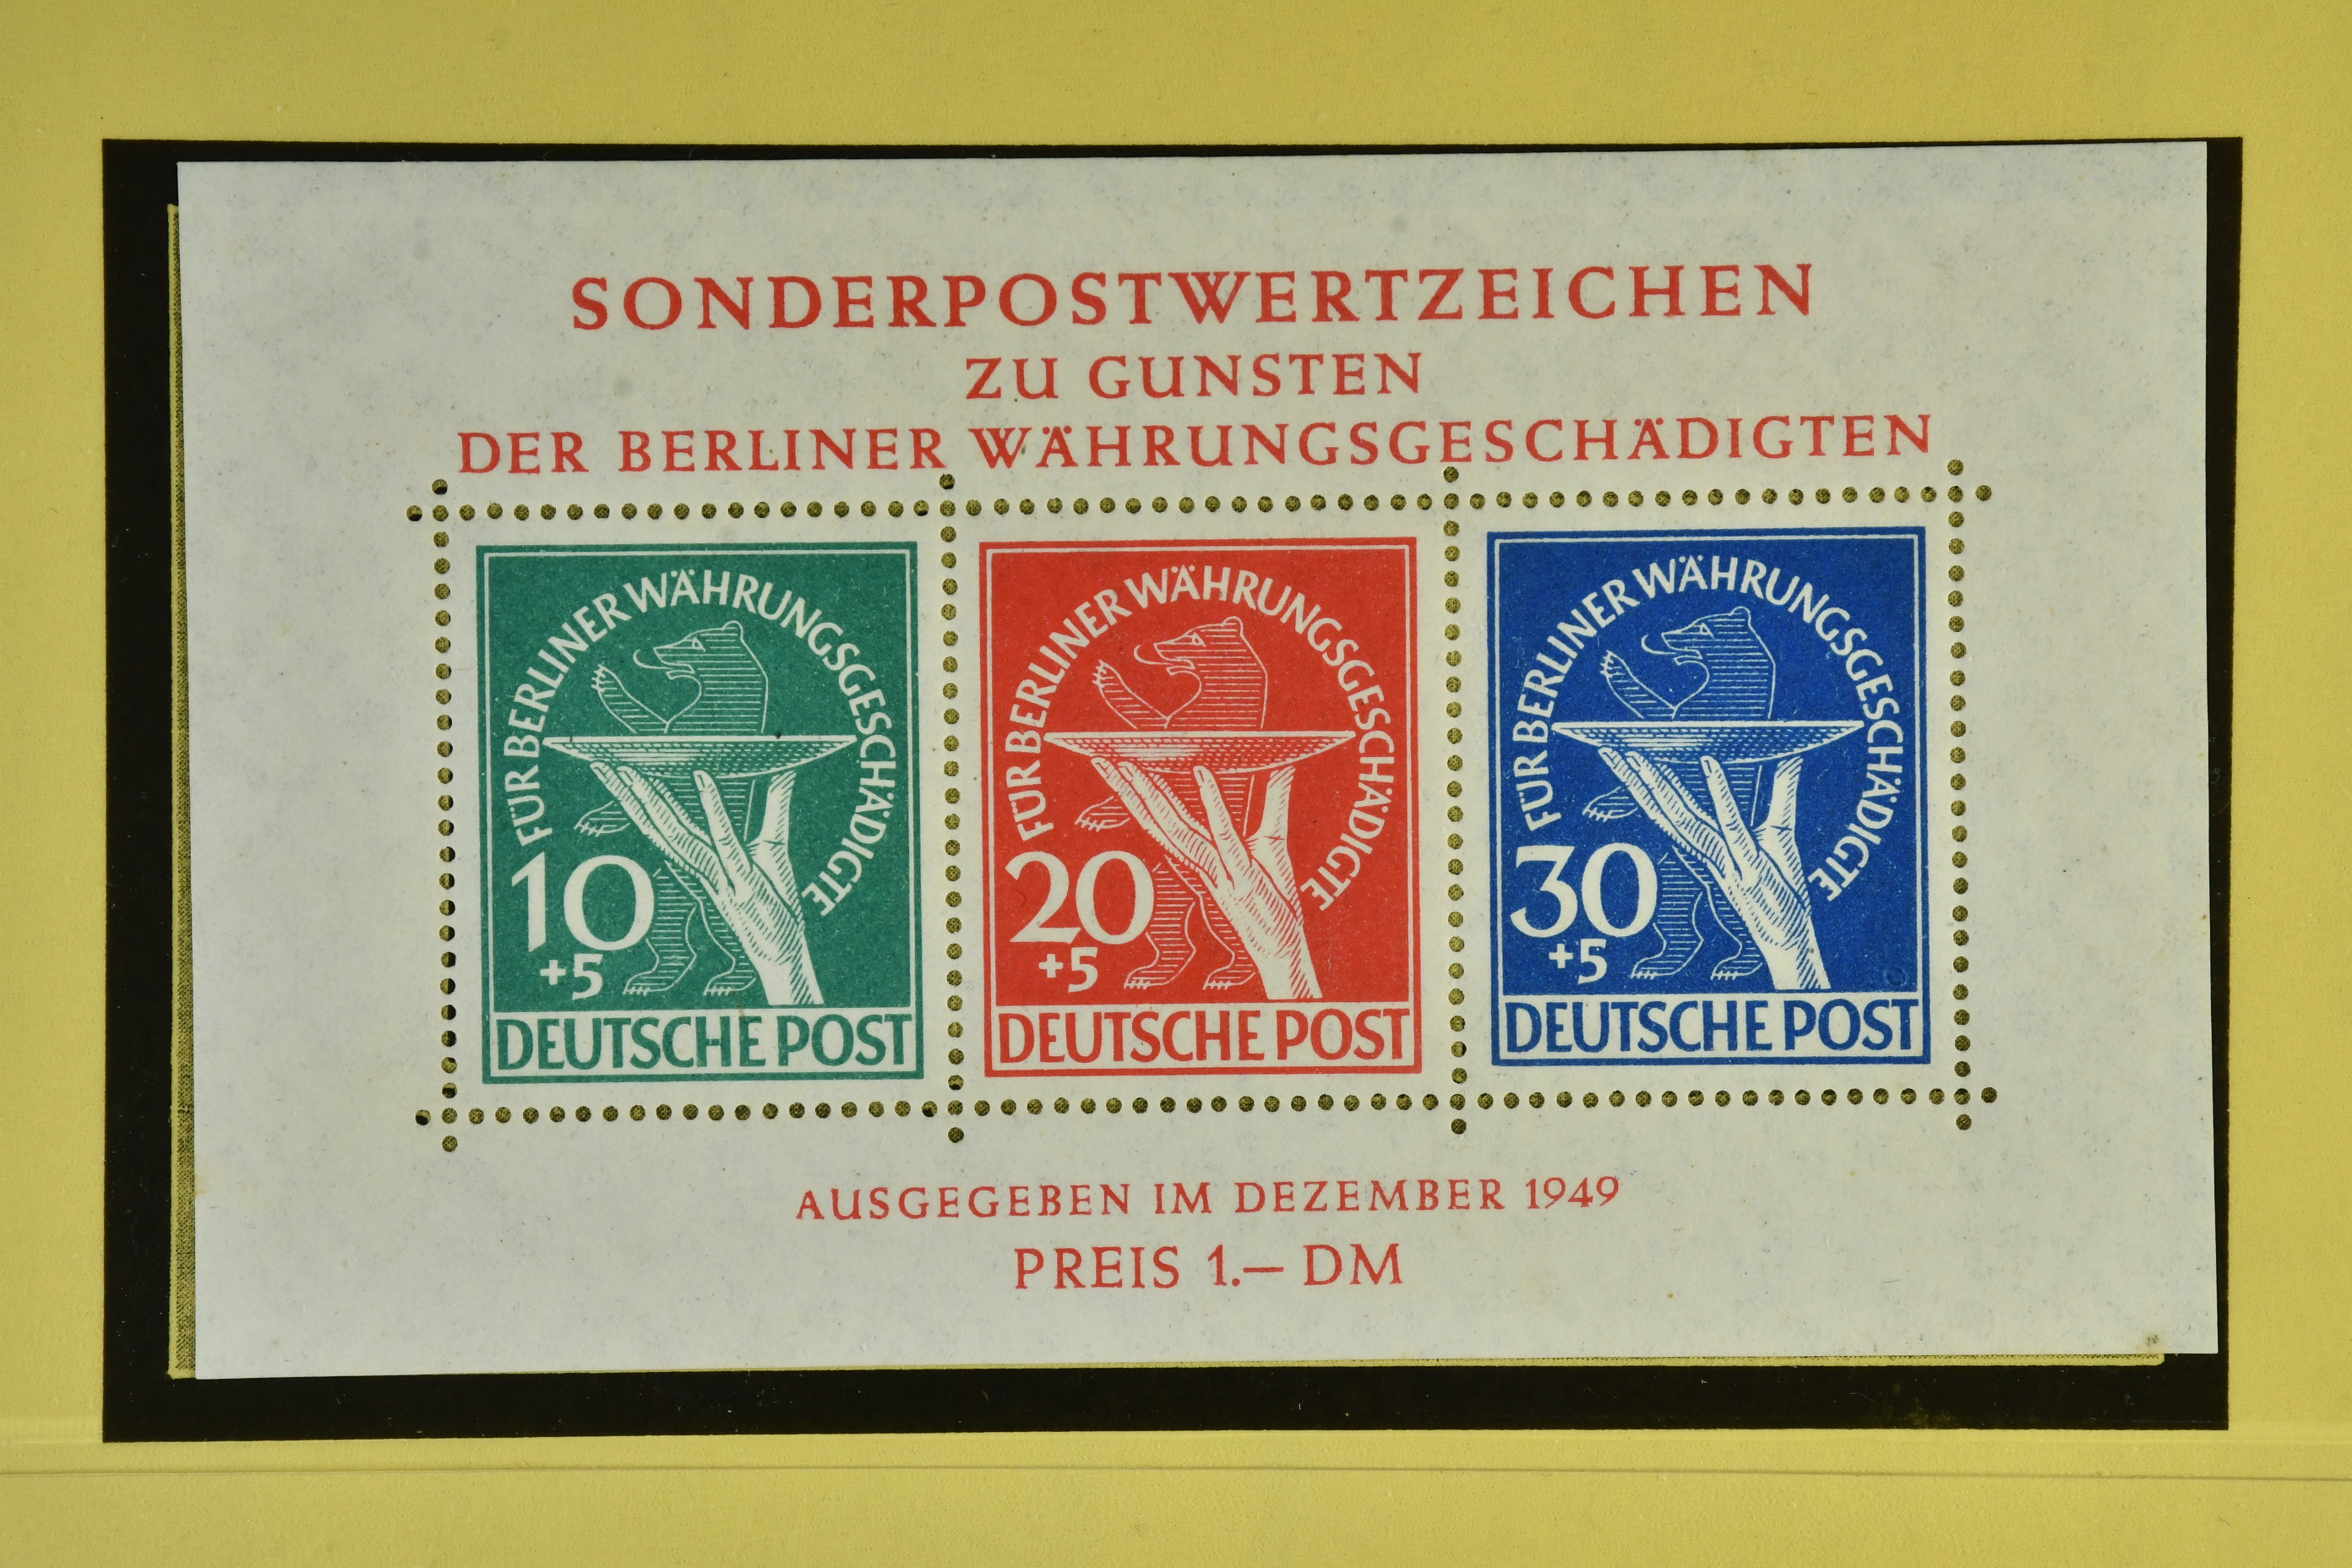 SONDERPOSTWERTZEICHEN
ZU GUNSTEN
DER BERLINER WÄHRUNGSGESCHÄDIGTEN
FÜR BERLINER WÄHRUNGSGESCHÄDIGTE
10
+5
DEUTSCHE POST
FÜR BERLINER WÄHRUNGSGESCHÄDIGTE
20
+5
DEUTSCHE POST
FÜR BERLINER WÄHRUNGSGESCHÄDIGTE
30
+5
DEUTSCHE POST
AUSGEGEBEN IM DEZEMBER 1949
PREIS 1.— DM